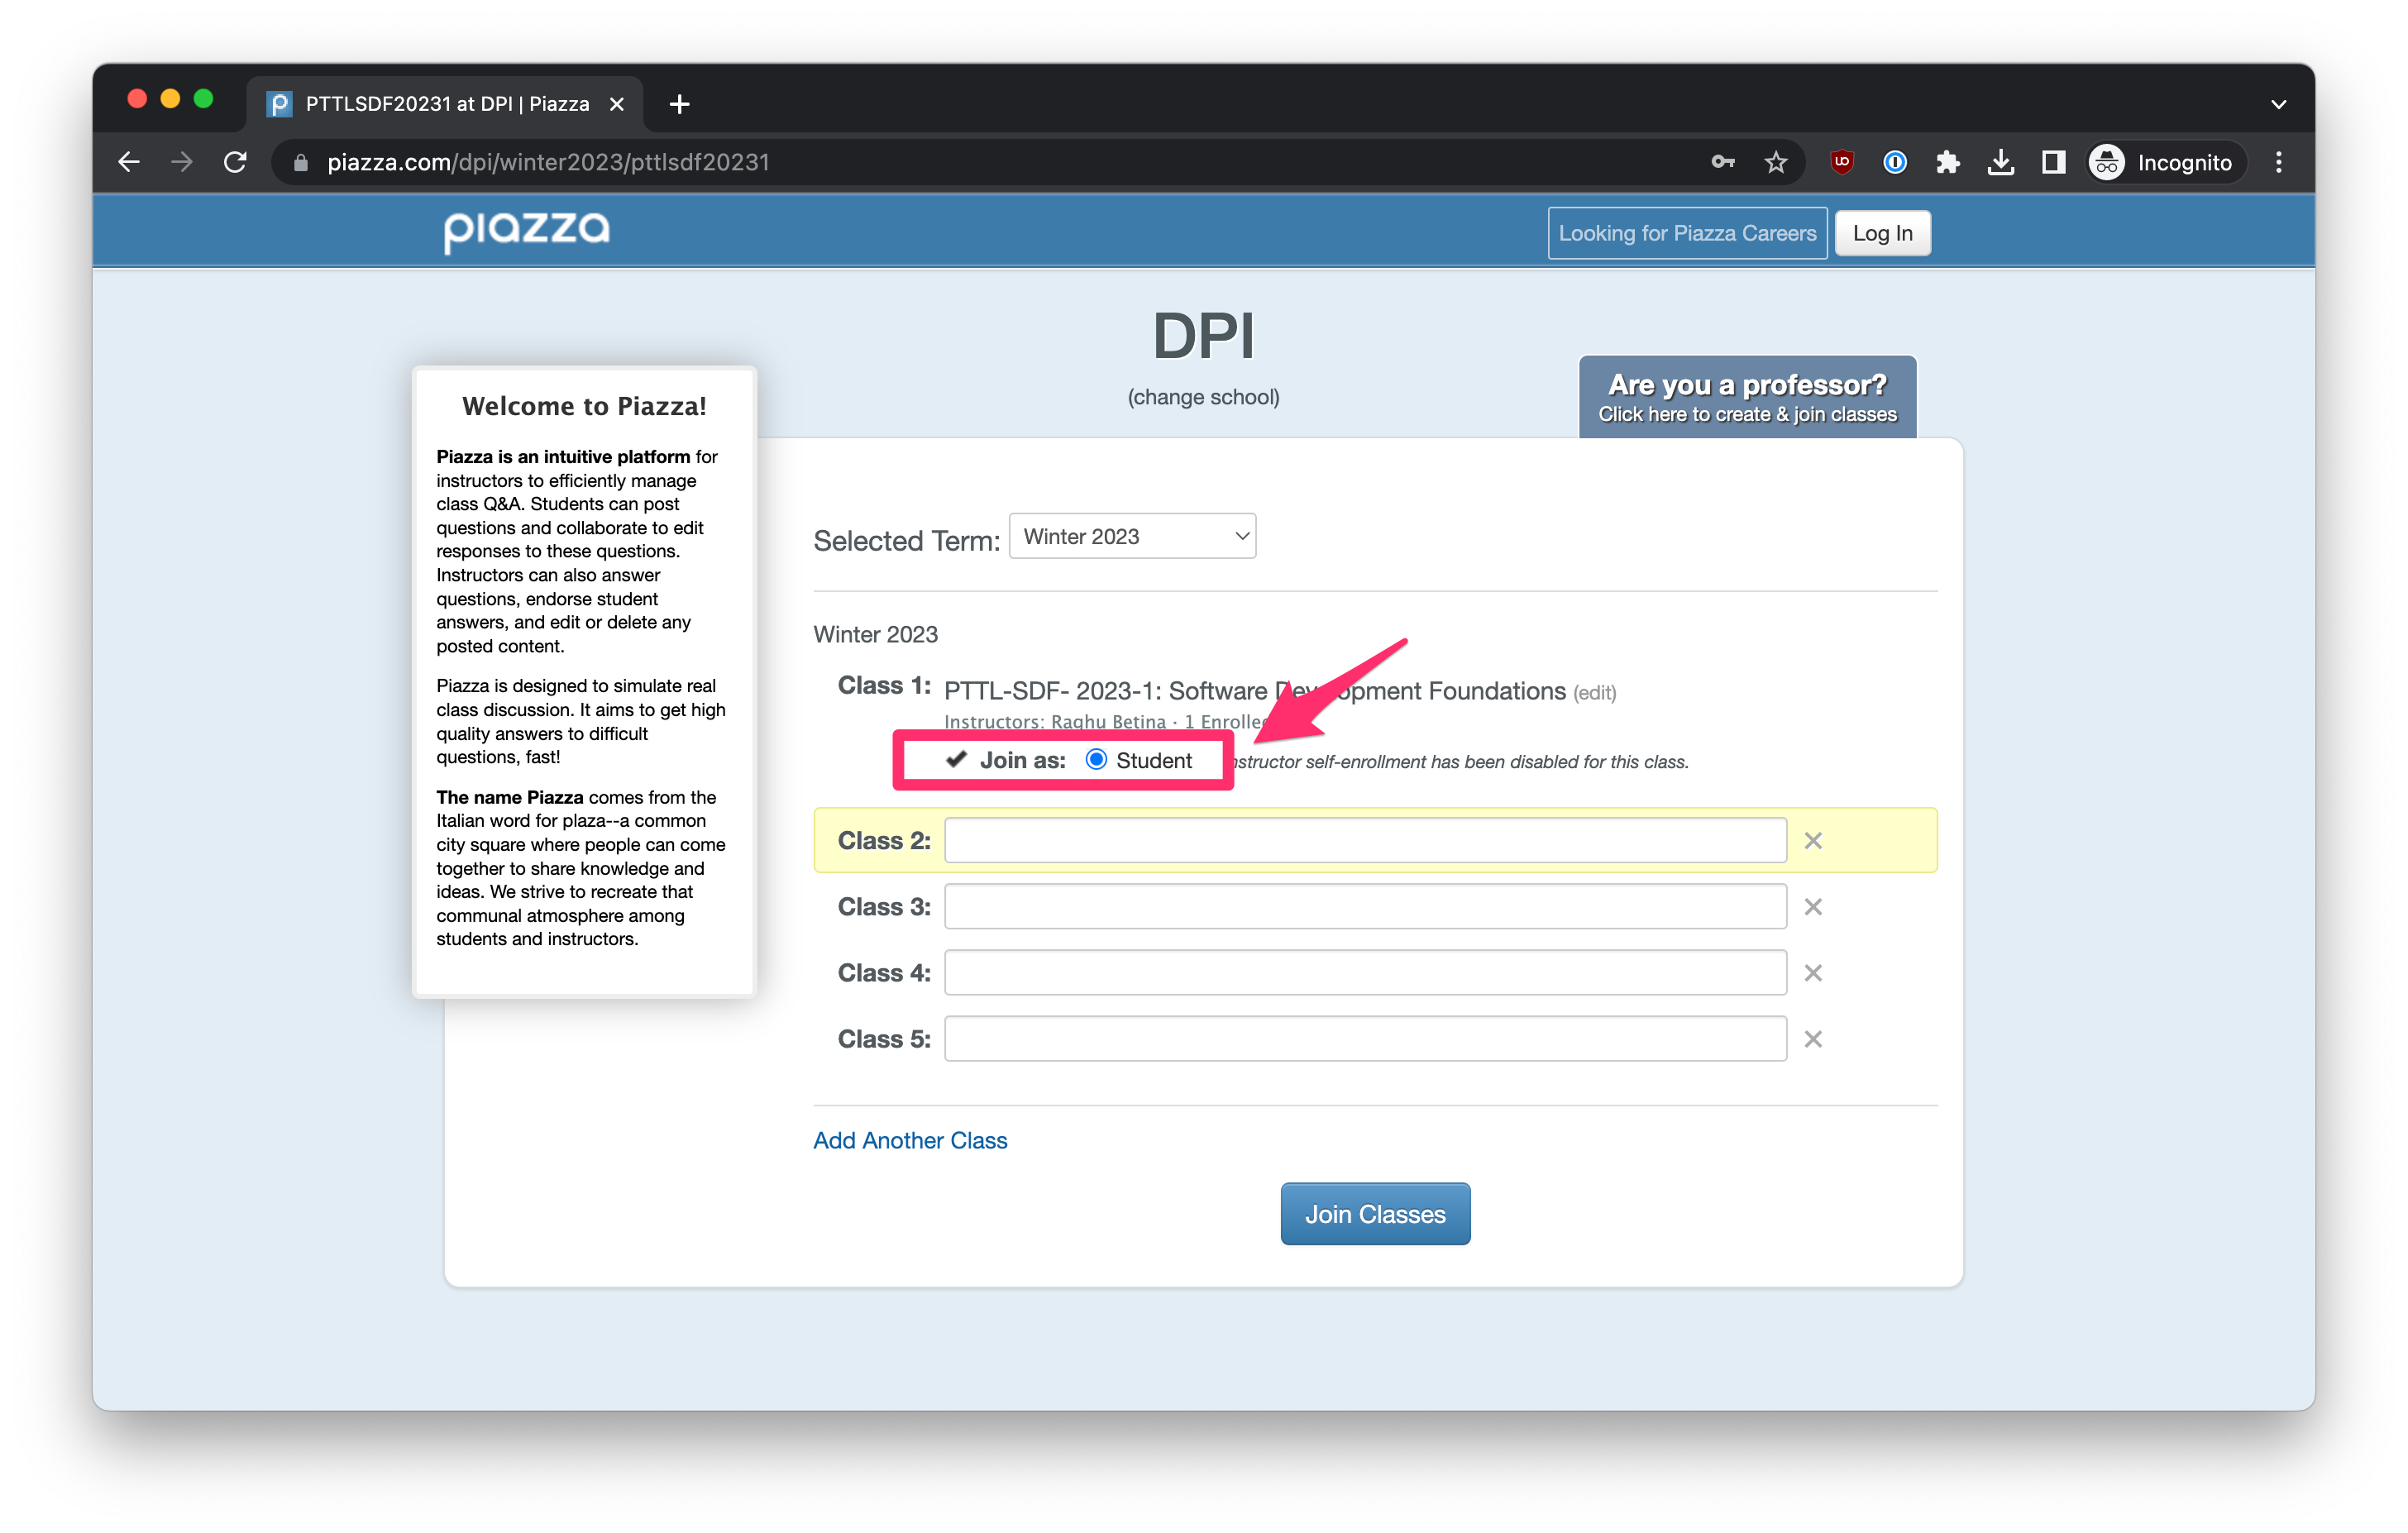 PTTLSDF20231 at DPI | Piazza
piazza.com/dpi/winter2023/pttlsdf20231
Incognito
piazza
Looking for Piazza Careers
Log In
DPI
(change school)
Are you a professor?
Click here to create & join classes
Welcome to Piazza!
Piazza is an intuitive platform for
instructors to efficiently manage
class Q&A. Students can post
questions and collaborate to edit
responses to these questions.
Instructors can also answer
questions, endorse student
answers, and edit or delete any
posted content.
Piazza is designed to simulate real
class discussion. It aims to get high
quality answers to difficult
questions, fast!
The name Piazza comes from the
Italian word for plaza--a common
city square where people can come
together to share knowledge and
ideas. We strive to recreate that
communal atmosphere among
students and instructors.
Selected Term: Winter 2023
Winter 2023
Class 1: PTTL-SDF- 2023-1: Software Development Foundations (edit)
Instructors: Raghu Betina · 1 Enrolled
Join as: Student
Instructor self-enrollment has been disabled for this class.
Class 2:
Class 3:
Class 4:
Class 5:
Add Another Class
Join Classes